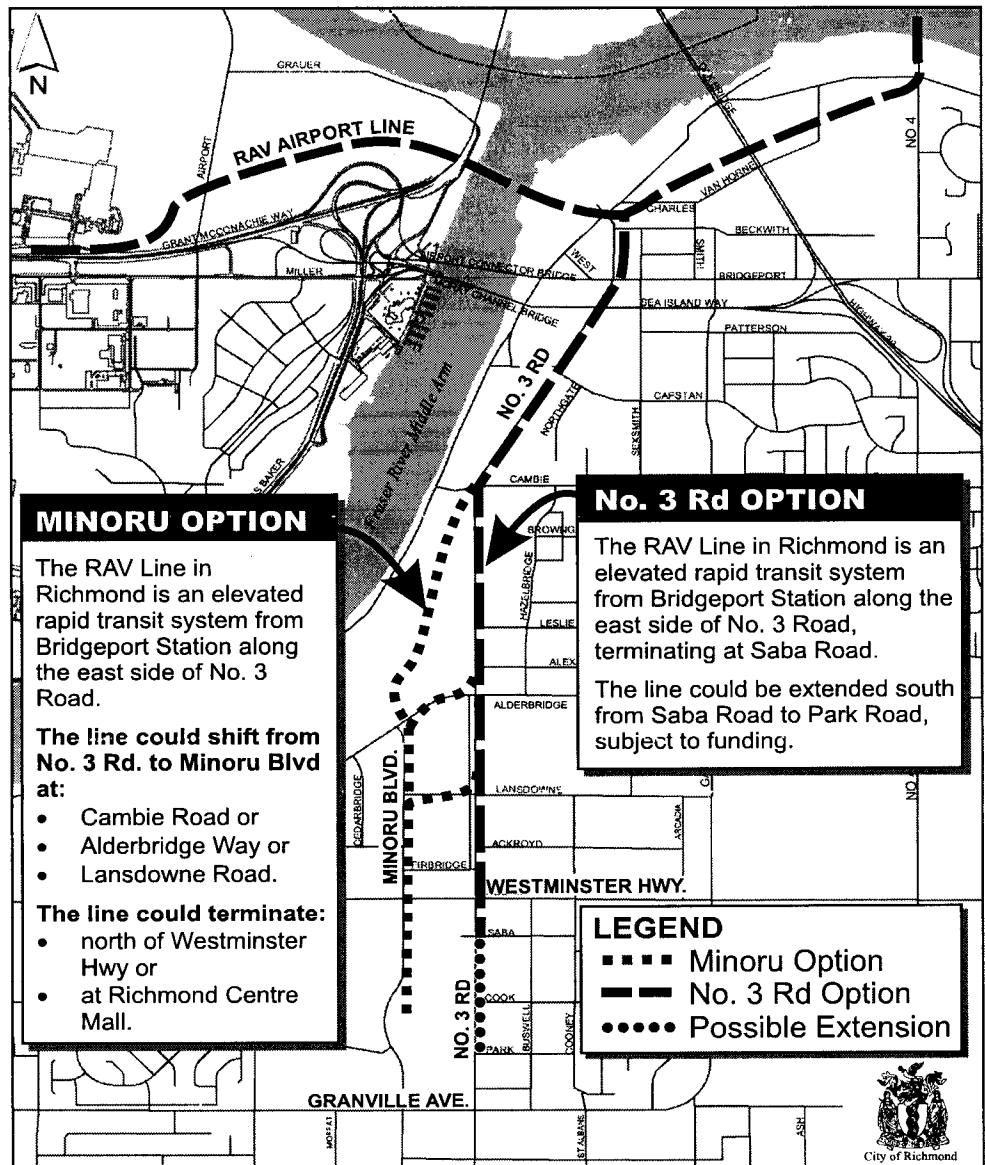 N
GRAUER
AIRPORT
RAV AIRPORT LINE
GRANT MCCONACHIE WAY
MILLER
AIRPORT CONNECTOR BRIDGE
CHANNEL BRIDGE
NO. 4
VAN HORNE
CHARLES
SMITH
BECKWITH
WEST
BRIDGEPORT
SEA ISLAND WAY
PATTERSON
NO. 3 RD
NORTHGATE
CAPSTAN
SEXSMITH
Fraser River Middle Arm
S BAKER
CAMBIE
MINORU OPTION
The RAV Line in
Richmond is an elevated
rapid transit system from
Bridgeport Station along
the east side of No. 3
Road.
The line could shift from
No. 3 Rd. to Minoru Blvd
at:
• Cambie Road or
• Alderbridge Way or
• Lansdowne Road.
The line could terminate:
• north of Westminster
Hwy or
• at Richmond Centre
Mall.
No. 3 Rd OPTION
The RAV Line in Richmond is an
elevated rapid transit system
from Bridgeport Station along the
east side of No. 3 Road,
terminating at Saba Road.
The line could be extended south
from Saba Road to Park Road,
subject to funding.
BROWNG
HAZELBRIDGE
LESLIE
ALEX
ALDERBRIDGE
MINORU BLVD.
CEDARBRIDGE
LANSDOWNE
ARCADIA
ACKROYD
FIRBRIDGE
WESTMINSTER HWY.
SABA
COOK
NO. 3 RD
BUSWELL
COONEY
PARK
GRANVILLE AVE.
MOFFAT
ST ALBANS
ASH
LEGEND
Minoru Option
No. 3 Rd Option
Possible Extension
City of Richmond